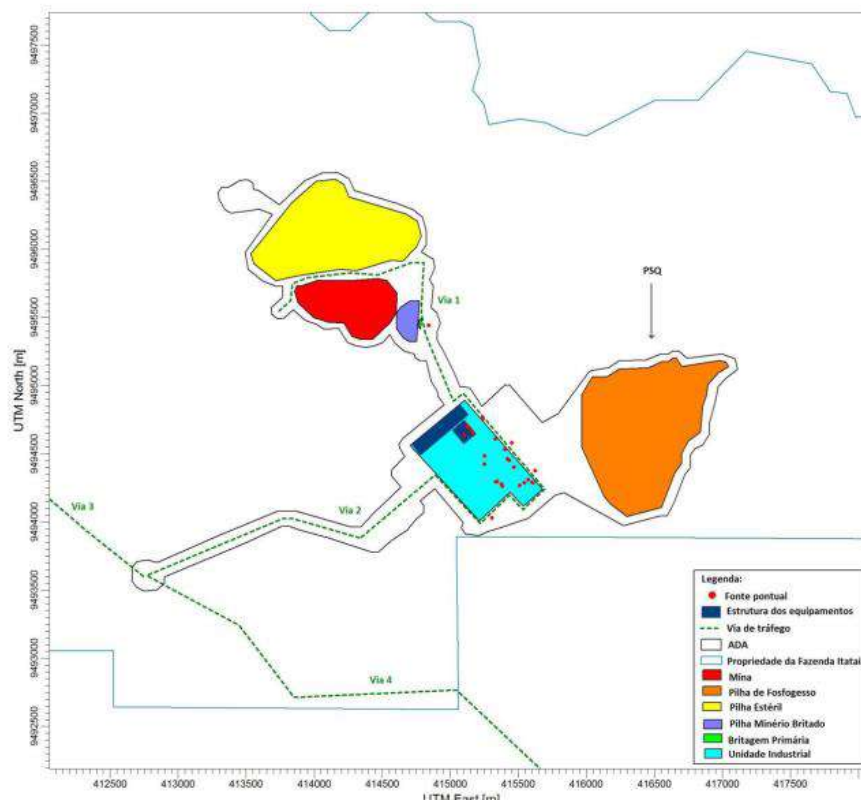 9497500
9497000
9496500
9496000
9495500
9495000
9494500
9494000
9493500
9493000
9492500
UTM North [m]
PSQ
Via 1
Via 2
Via 3
Via 4
Legenda:
Fonte pontual
Estrutura dos equipamentos
Via de tráfego
ADA
Propriedade da Fazenda Itatai
Mina
Pilha de Fosfogesso
Pilha Estéril
Pilha Minério Britado
Britagem Primária
Unidade Industrial
412500 413000 413500 414000 414500 415000 415500 416000 416500 417000 417500
UTM East [m]